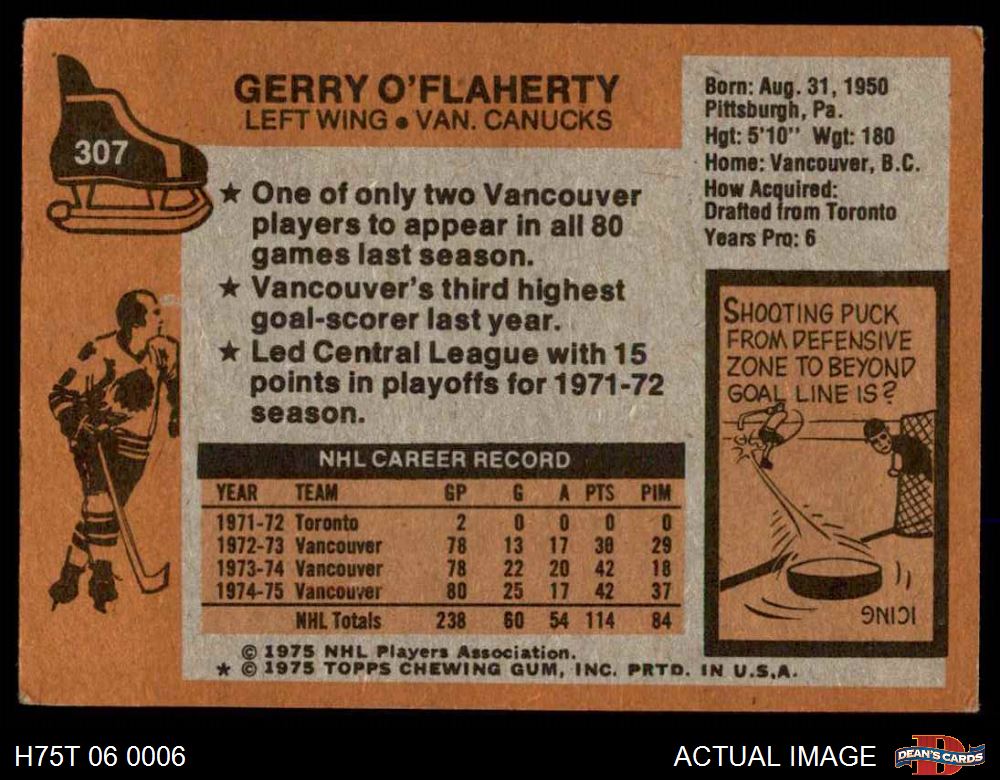 GERRY O'FLAHERTY
LEFT WING • VAN. CANUCKS
307
★ One of only two Vancouver
players to appear in all 80
games last season.
★ Vancouver's third highest
goal-scorer last year.
★ Led Central League with 15
points in playoffs for 1971-72
season.
Born: Aug. 31, 1950
Pittsburgh, Pa.
Hgt: 5'10" Wgt: 180
Home: Vancouver, B.C.
How Acquired:
Drafted from Toronto
Years Pro: 6
SHOOTING PUCK
FROM DEFENSIVE
ZONE TO BEYOND
GOAL LINE IS?
ICING
NHL CAREER RECORD
YEAR TEAM GP G A PTS PIM
1971-72 Toronto 2 0 0 0 0
1972-73 Vancouver 78 13 17 30 29
1973-74 Vancouver 78 22 20 42 18
1974-75 Vancouver 80 25 17 42 37
NHL Totals 238 60 54 114 84
© 1975 NHL Players Association.
★ © 1975 TOPPS CHEWING GUM, INC. PRTD. IN U.S.A.
H75T 06 0006
ACTUAL IMAGE
DEAN'S CARDS